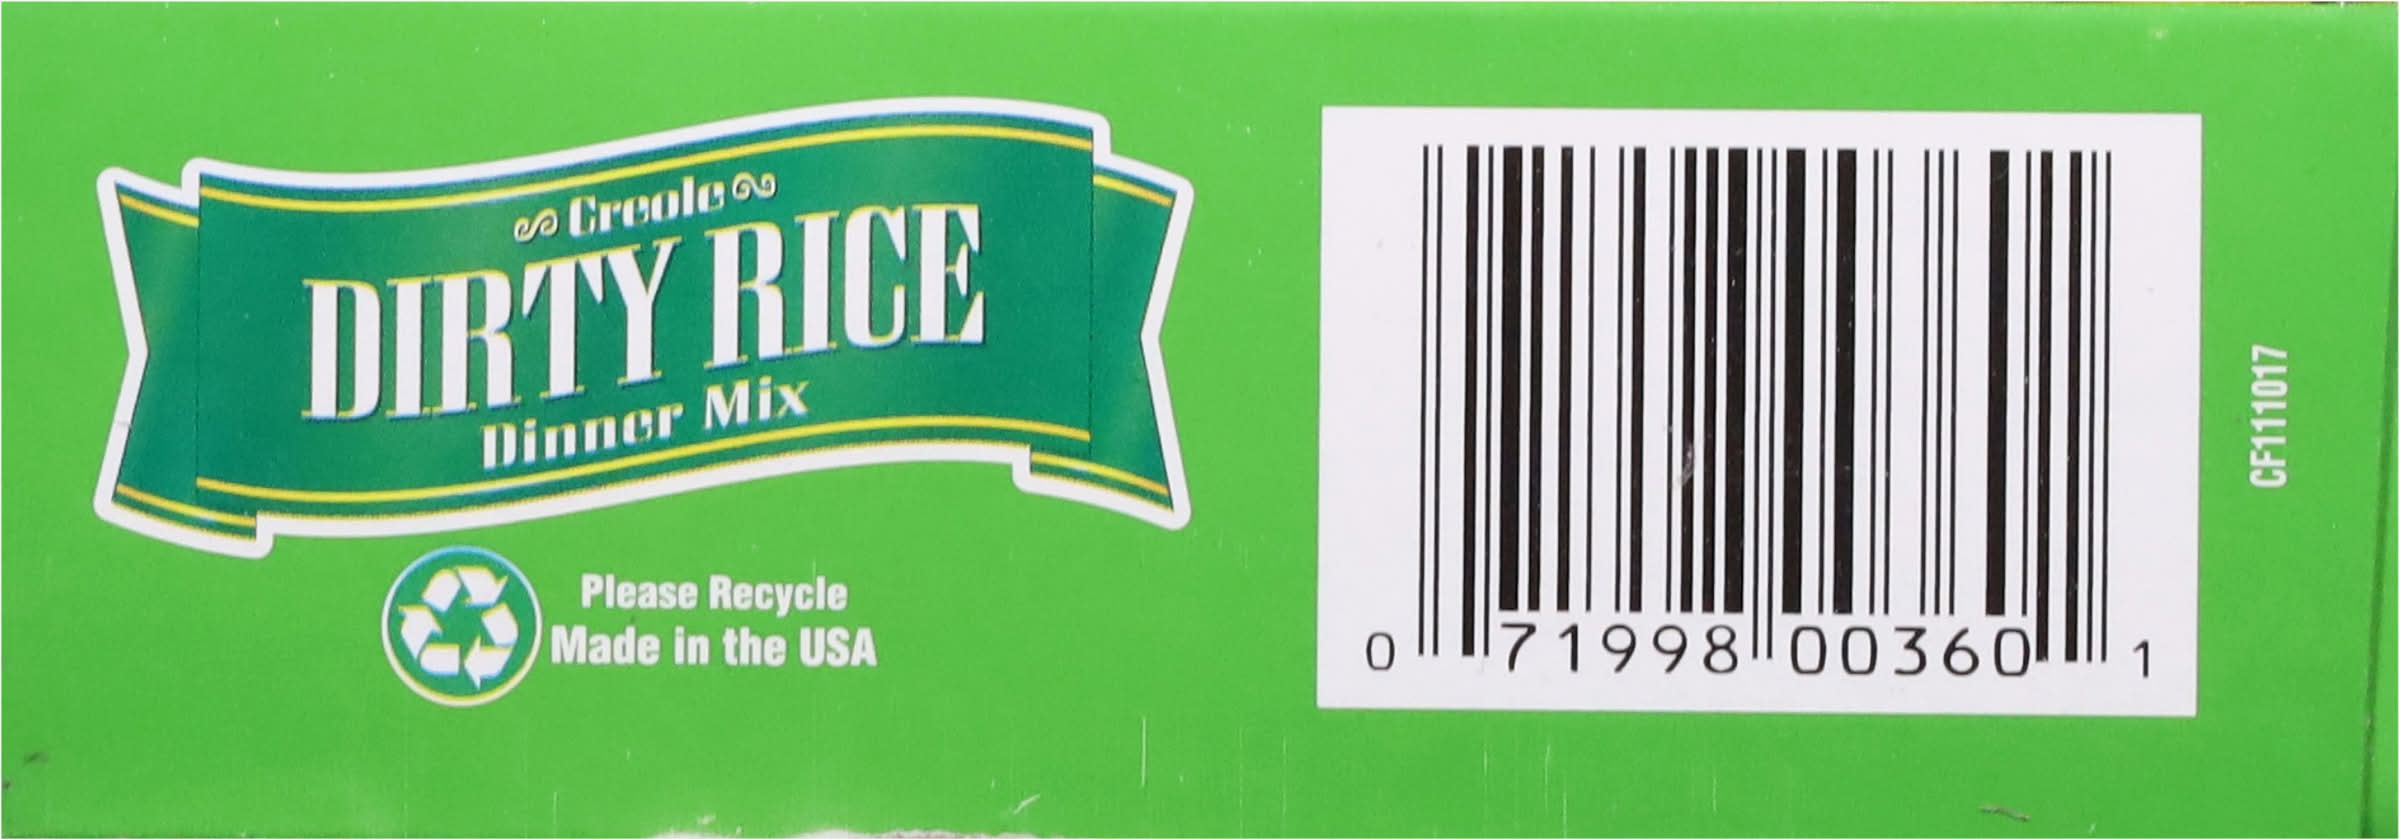 Creole
DIRTY RICE
Dinner Mix
Please Recycle
Made in the USA
0 71998 00360 1
CF111017